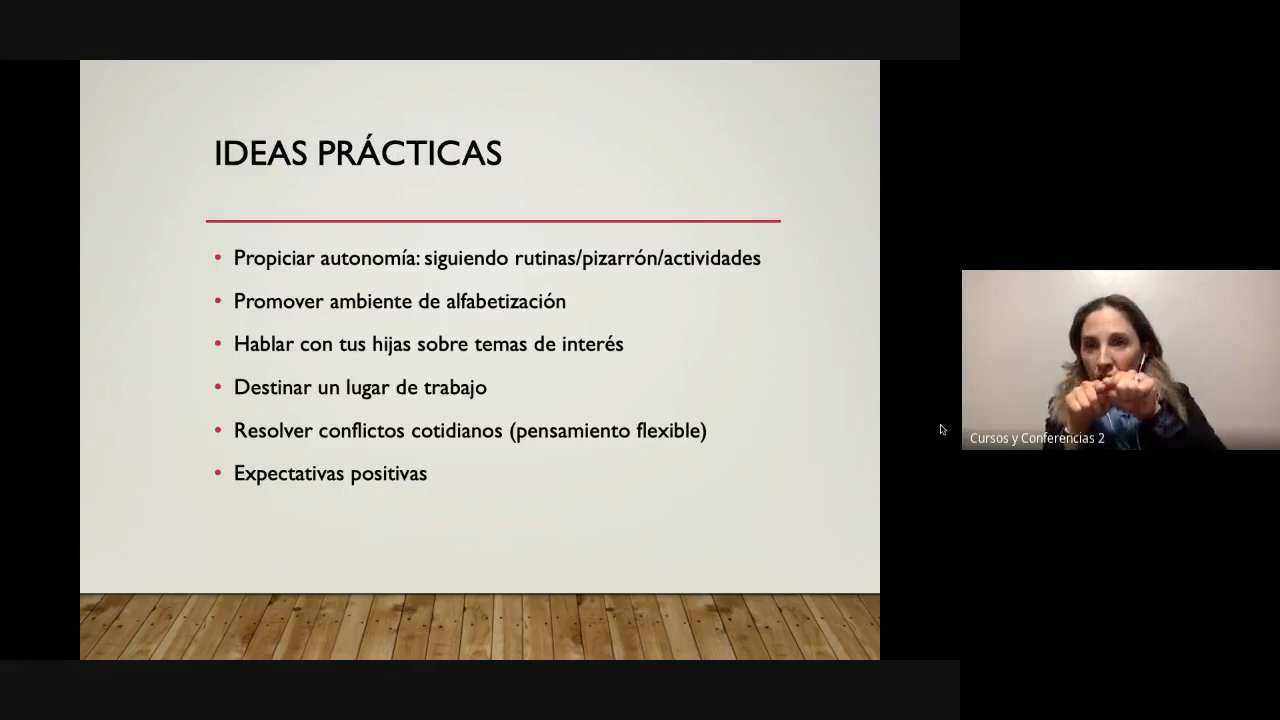 IDEAS PRÁCTICAS
• Propiciar autonomía: siguiendo rutinas/pizarrón/actividades
• Promover ambiente de alfabetización
• Hablar con tus hijas sobre temas de interés
• Destinar un lugar de trabajo
• Resolver conflictos cotidianos (pensamiento flexible)
• Expectativas positivas
Cursos y Conferencias 2